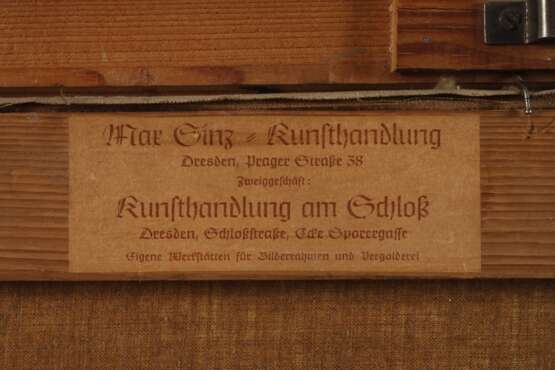 Max Sinz - Kunsthandlung
Dresden, Prager Straße 38
Zweiggeschäft:
Kunsthandlung am Schloß
Dresden, Schloßstraße, Ecke Sporergasse
Eigene Werkstätten für Bilderrahmen und Vergolderei